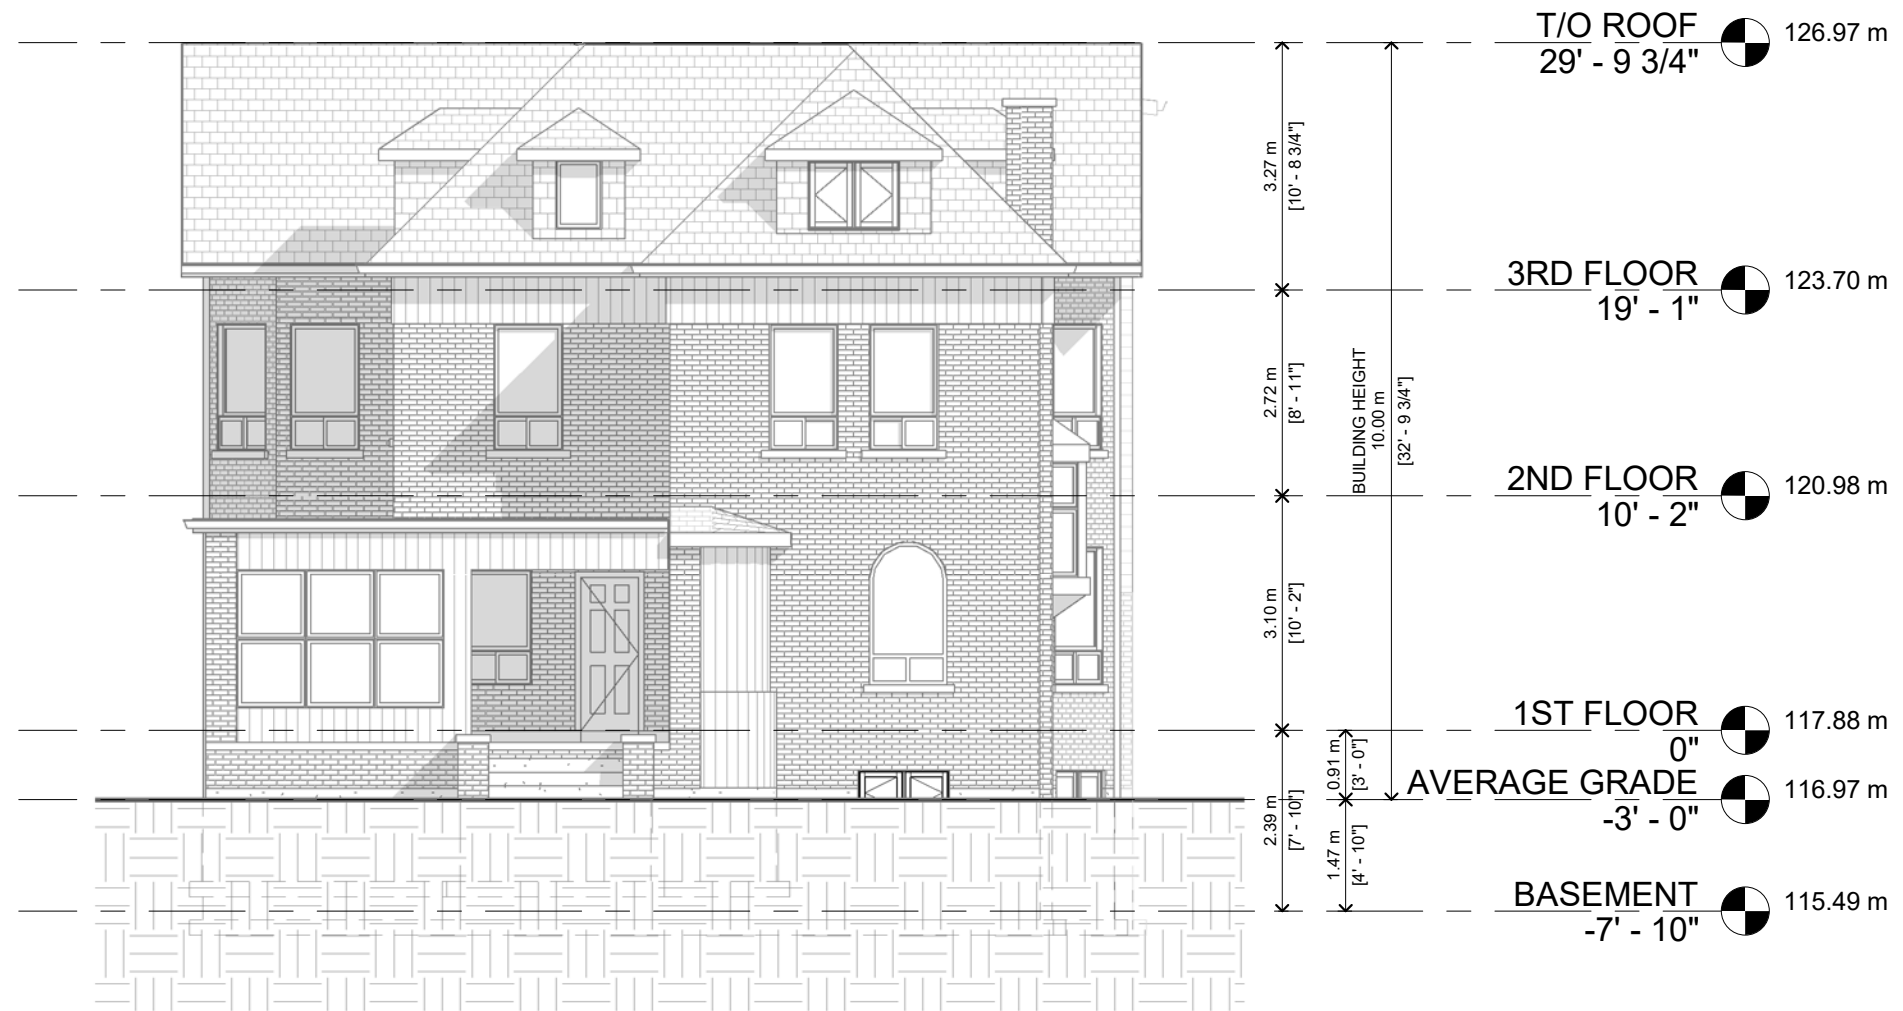 T/O ROOF
29' - 9 3/4"
126.97 m
3.27 m
[10' - 8 3/4"]
3RD FLOOR
19' - 1"
123.70 m
2.72 m
[8' - 11"]
BUILDING HEIGHT
10.00 m
[32' - 9 3/4"]
2ND FLOOR
10' - 2"
120.98 m
3.10 m
[10' - 2"]
1ST FLOOR
0"
117.88 m
0.91 m
[3' - 0"]
AVERAGE GRADE
-3' - 0"
116.97 m
2.39 m
[7' - 10"]
1.47 m
[4' - 10"]
BASEMENT
-7' - 10"
115.49 m